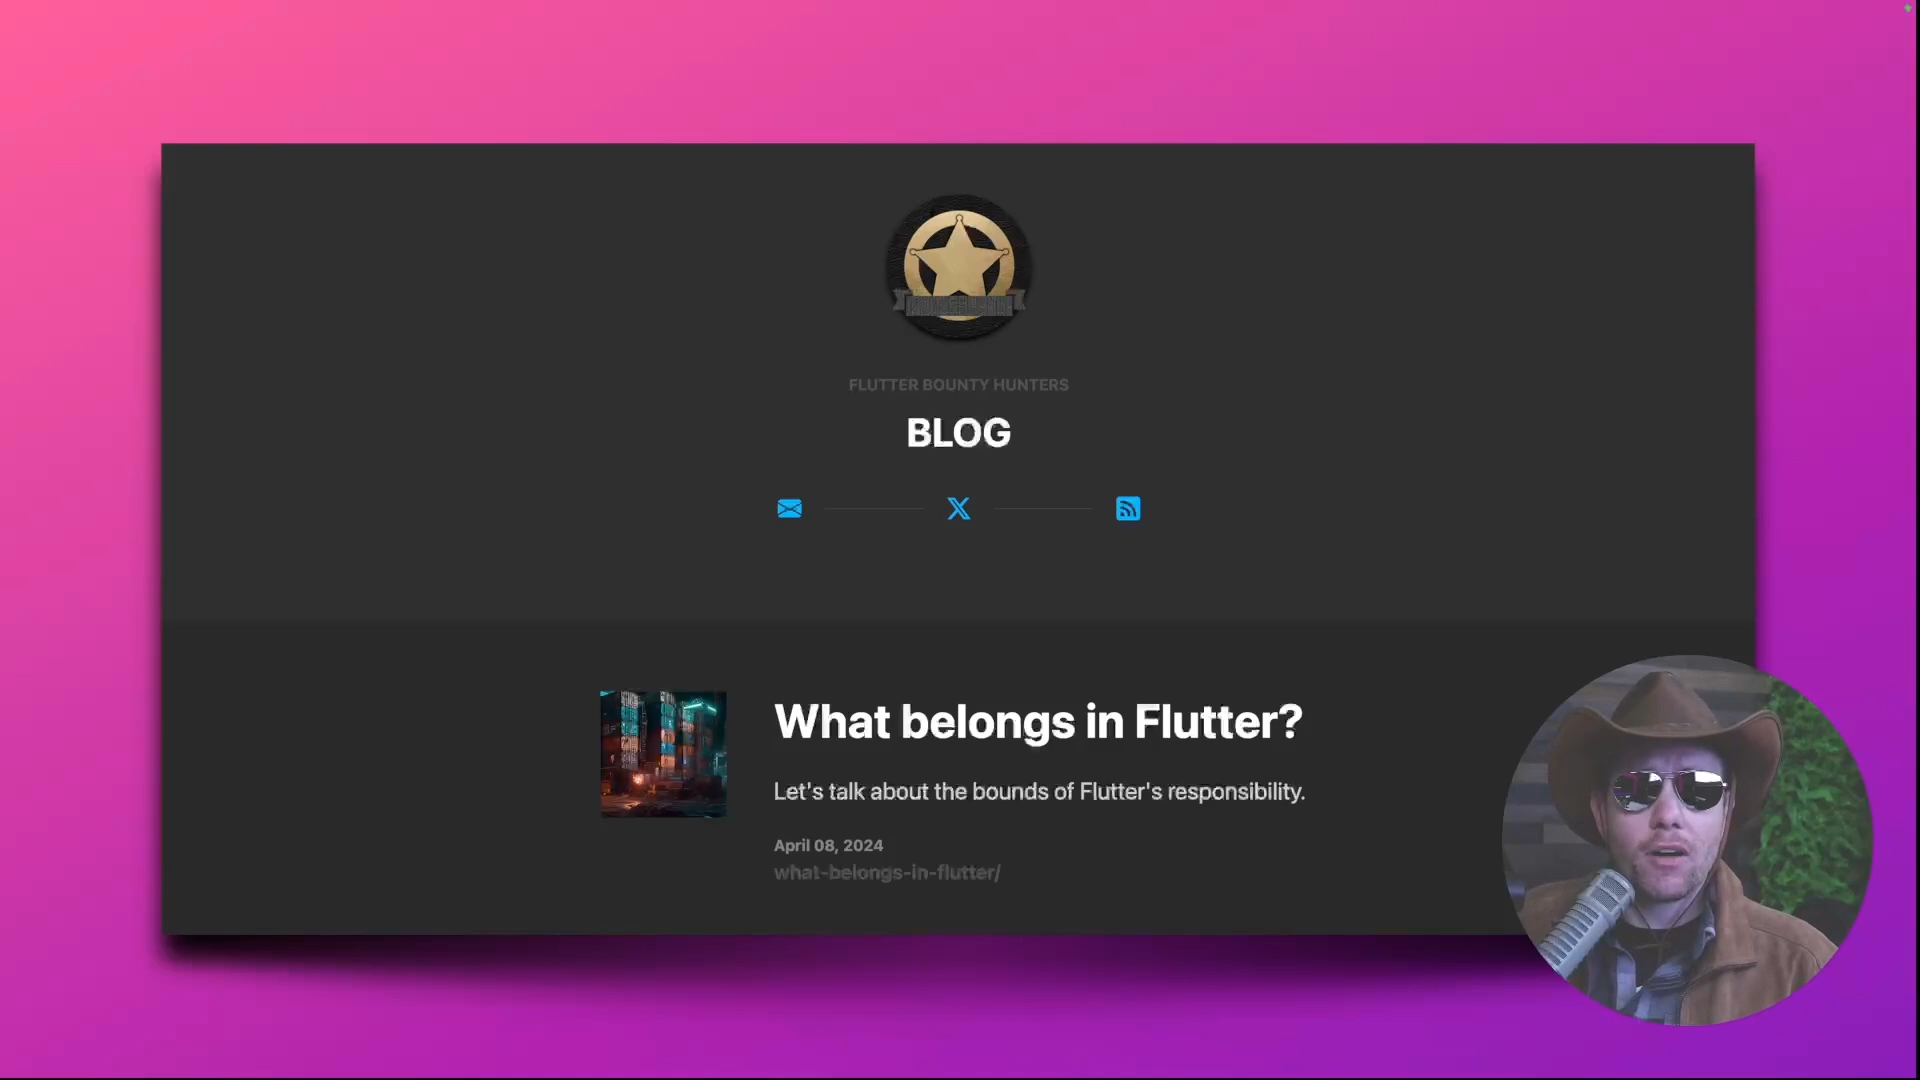 FLUTTER BOUNTY HUNTERS
BLOG
What belongs in Flutter?
Let's talk about the bounds of Flutter's responsibility.
April 08, 2024
what-belongs-in-flutter/